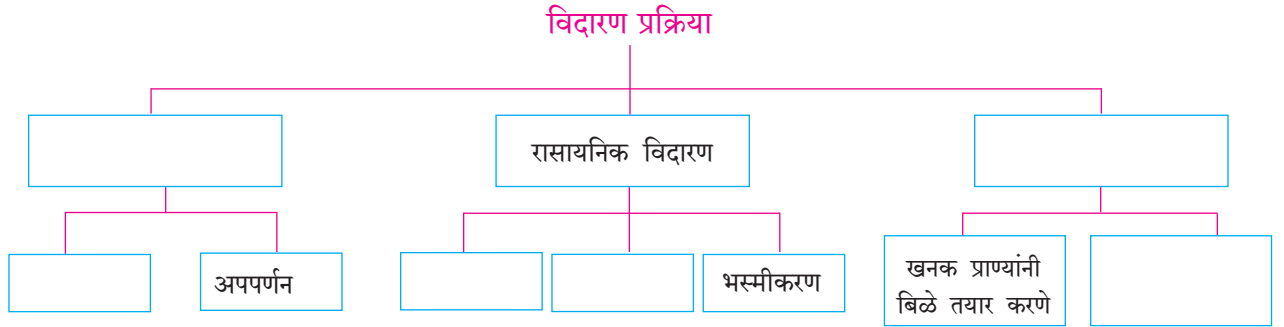 विदारण प्रक्रिया
रासायनिक विदारण
अपपर्णन
भस्मीकरण
खनक प्राण्यांनी
बिळे तयार करणे